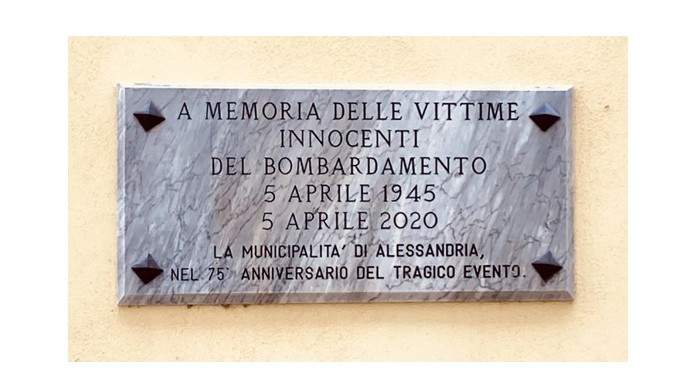 A MEMORIA DELLE VITTIME
INNOCENTI
DEL BOMBARDAMENTO
5 APRILE 1945
5 APRILE 2020
LA MUNICIPALITA' DI ALESSANDRIA,
NEL 75° ANNIVERSARIO DEL TRAGICO EVENTO.